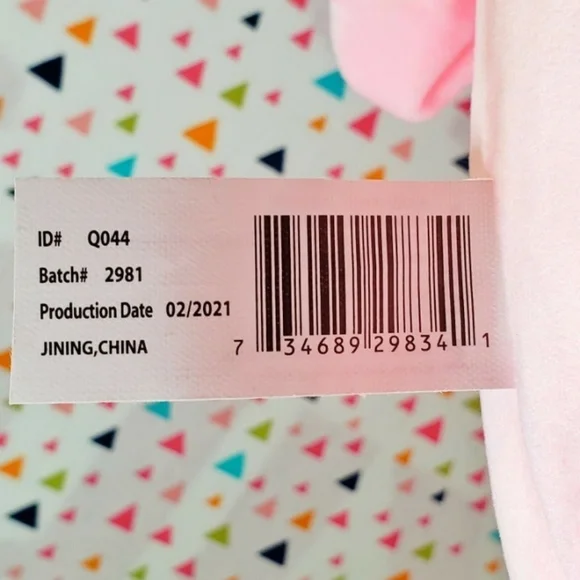 ID# Q044
Batch# 2981
Production Date 02/2021
JINING,CHINA
7 34689 29834 1